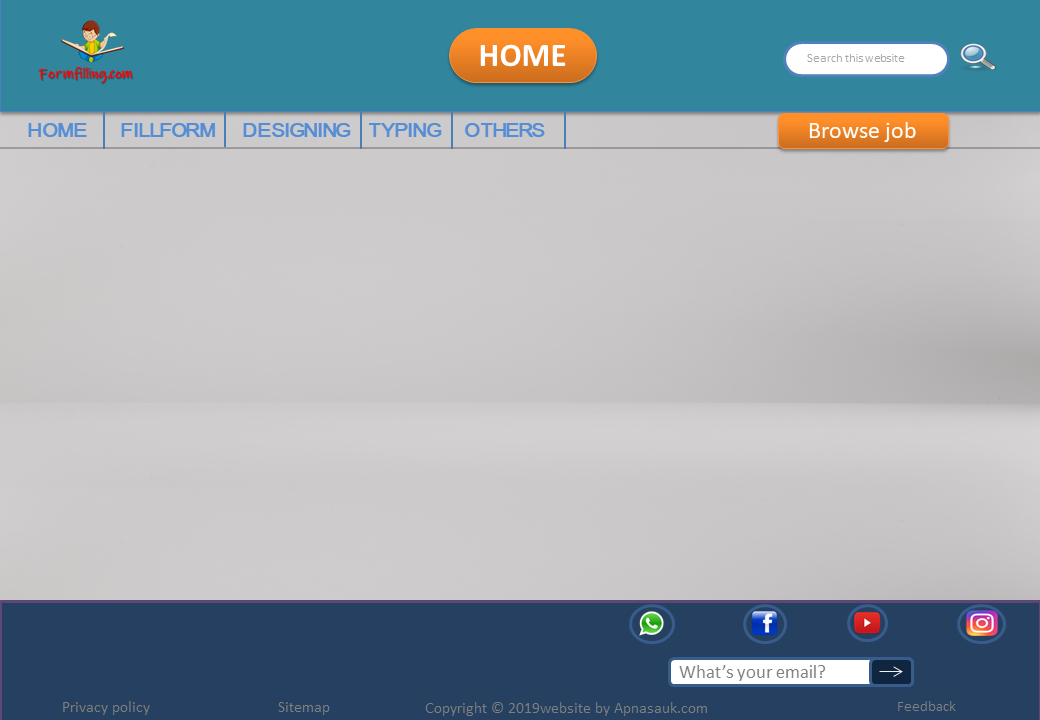 Formfilling.com
HOME
Search this website
HOME FILLFORM DESIGNING TYPING OTHERS
Browse job
What's your email?
Privacy policy
Sitemap
Copyright © 2019website by Apnasauk.com
Feedback